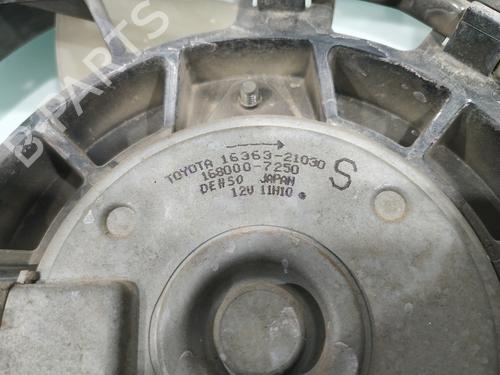 B-PARTS
TOYOTA 16363-21030
168000-7250
DENSO JAPAN
12V 11H10
S